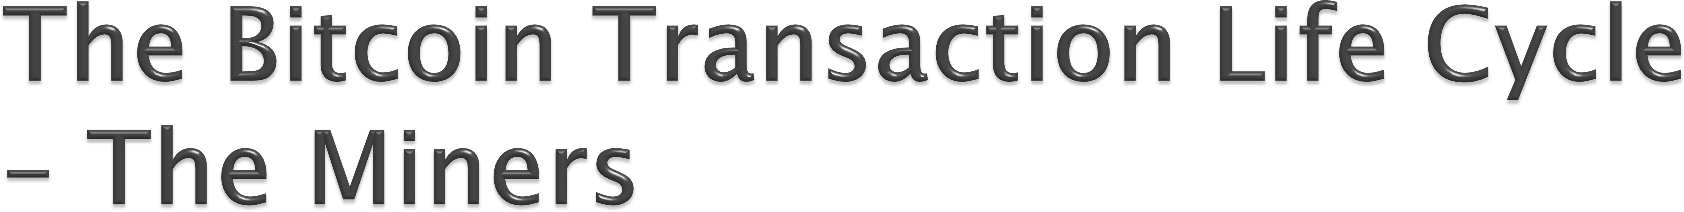 The Bitcoin Transaction Life Cycle
– The Miners